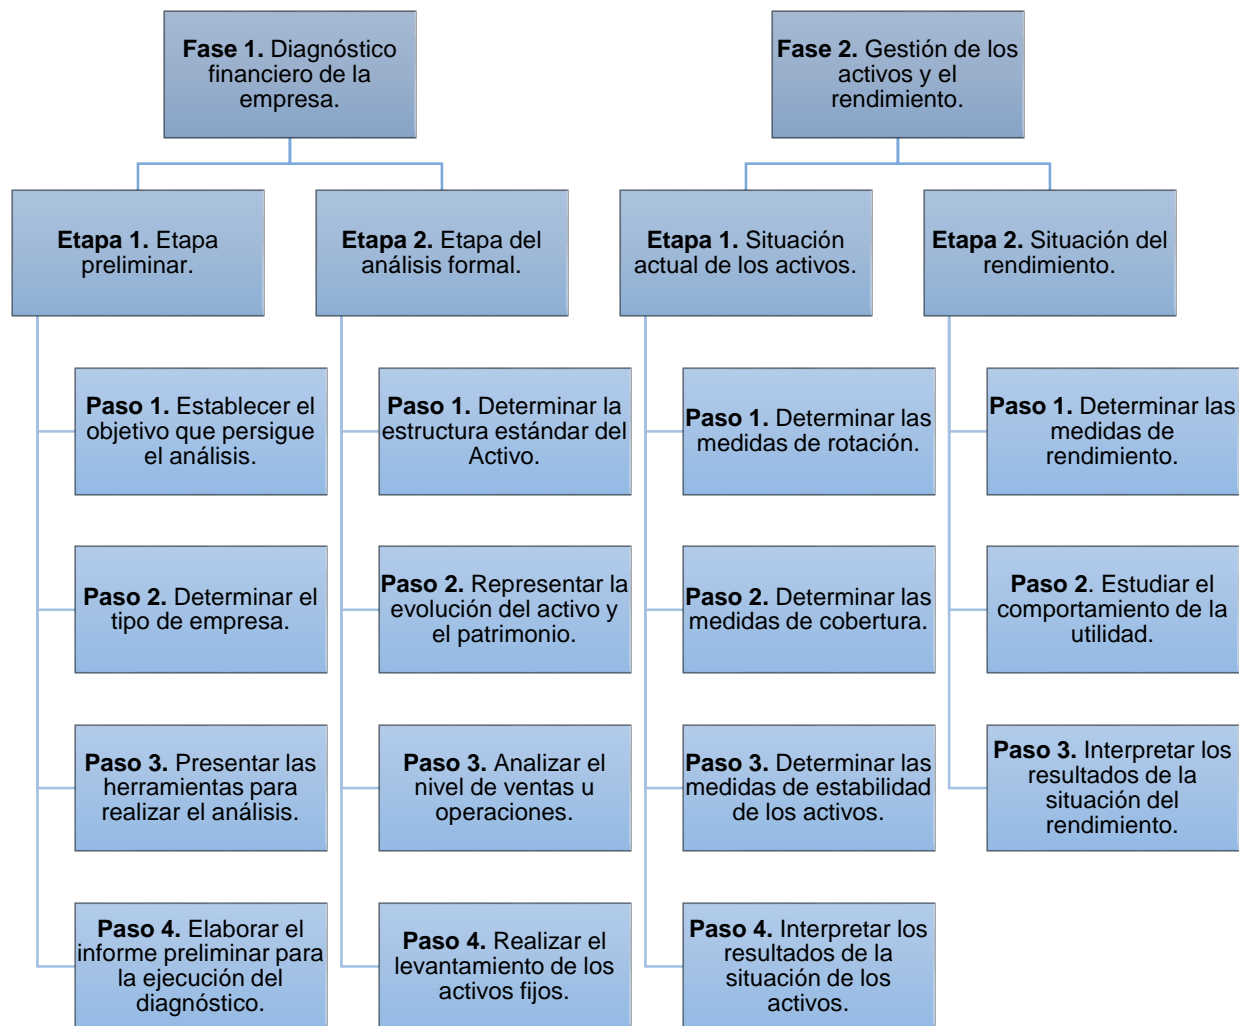 Fase 1. Diagnóstico
financiero de la
empresa.
Fase 2. Gestión de los
activos y el
rendimiento.
Etapa 1. Etapa
preliminar.
Etapa 2. Etapa del
análisis formal.
Etapa 1. Situación
actual de los activos.
Etapa 2. Situación del
rendimiento.
Paso 1. Establecer el
objetivo que persigue
el análisis.
Paso 2. Determinar el
tipo de empresa.
Paso 3. Presentar las
herramientas para
realizar el análisis.
Paso 4. Elaborar el
informe preliminar para
la ejecución del
diagnóstico.
Paso 1. Determinar la
estructura estándar del
Activo.
Paso 2. Representar la
evolución del activo y
el patrimonio.
Paso 3. Analizar el
nivel de ventas u
operaciones.
Paso 4. Realizar el
levantamiento de los
activos fijos.
Paso 1. Determinar las
medidas de rotación.
Paso 2. Determinar las
medidas de cobertura.
Paso 3. Determinar las
medidas de estabilidad
de los activos.
Paso 4. Interpretar los
resultados de la
situación de los
activos.
Paso 1. Determinar las
medidas de
rendimiento.
Paso 2. Estudiar el
comportamiento de la
utilidad.
Paso 3. Interpretar los
resultados de la
situación del
rendimiento.